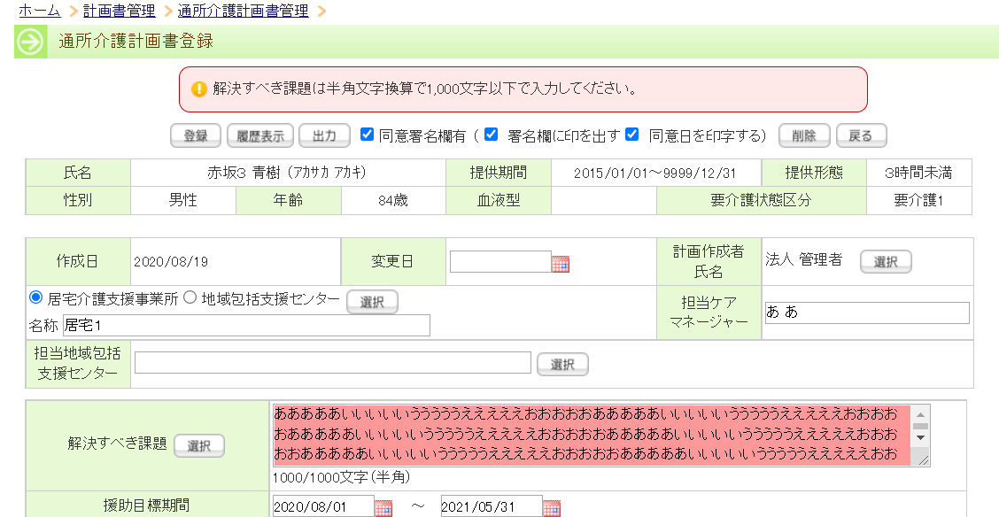 ホーム 計画書管理 通所介護計画書管理
通所介護計画書登録
解決すべき課題は半角文字換算で1,000文字以下で入力してください。
登録 履歴表示 出力 同意署名欄有（ 署名欄に印を出す 同意日を印字する） 削除 戻る
氏名 赤坂3 青樹（アカサカ アカキ） 提供期間 2015/01/01～9999/12/31 提供形態 3時間未満
性別 男性 年齢 84歳 血液型 要介護状態区分 要介護1
作成日 2020/08/19 変更日 計画作成者
氏名 法人 管理者 選択
居宅介護支援事業所 地域包括支援センター 選択
名称 居宅1
担当ケア
マネージャー
ああ
担当地域包括
支援センター
選択
解決すべき課題 選択
あああああいいいいいうううううえええええおおおおおあああああいいいいいうううううえええええおおおお
おあああああいいいいいうううううえええええおおおおおあああああいいいいいうううううえええええおおお
おおあああああいいいいいうううううえええええおおおおおあああああいいいいいうううううえええええおお
1000/1000文字(半角)
援助目標期間 2020/08/01 ～ 2021/05/31